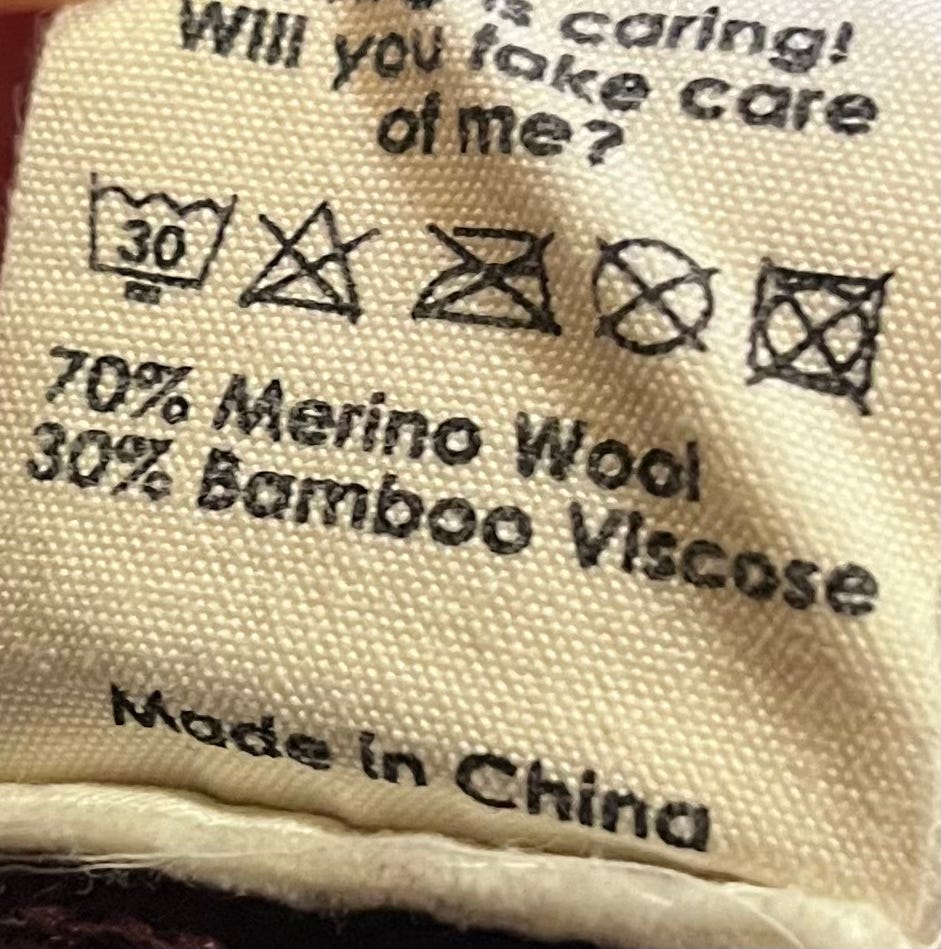 is caring!
Will you take care
of me?
30
70% Merino Wool
30% Bamboo Viscose
Made in China